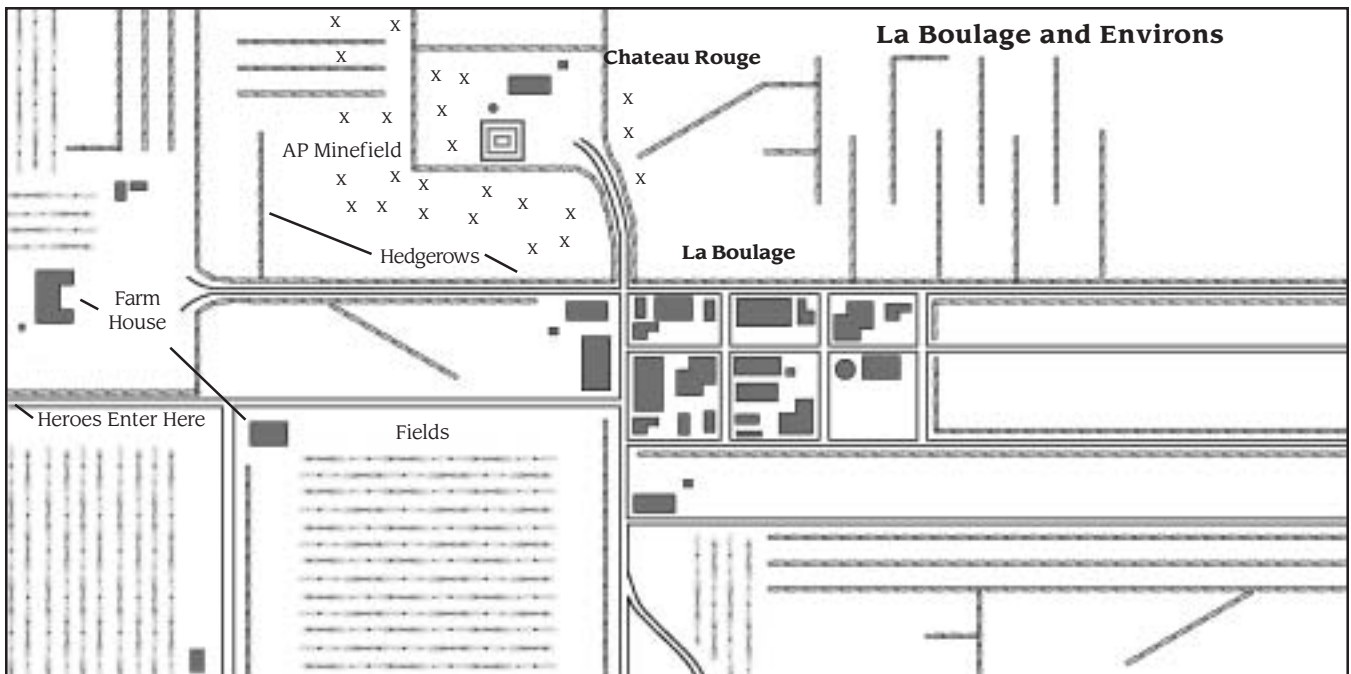 La Boulage and Environs
Chateau Rouge
AP Minefield
La Boulage
Hedgerows
Farm
House
Heroes Enter Here
Fields